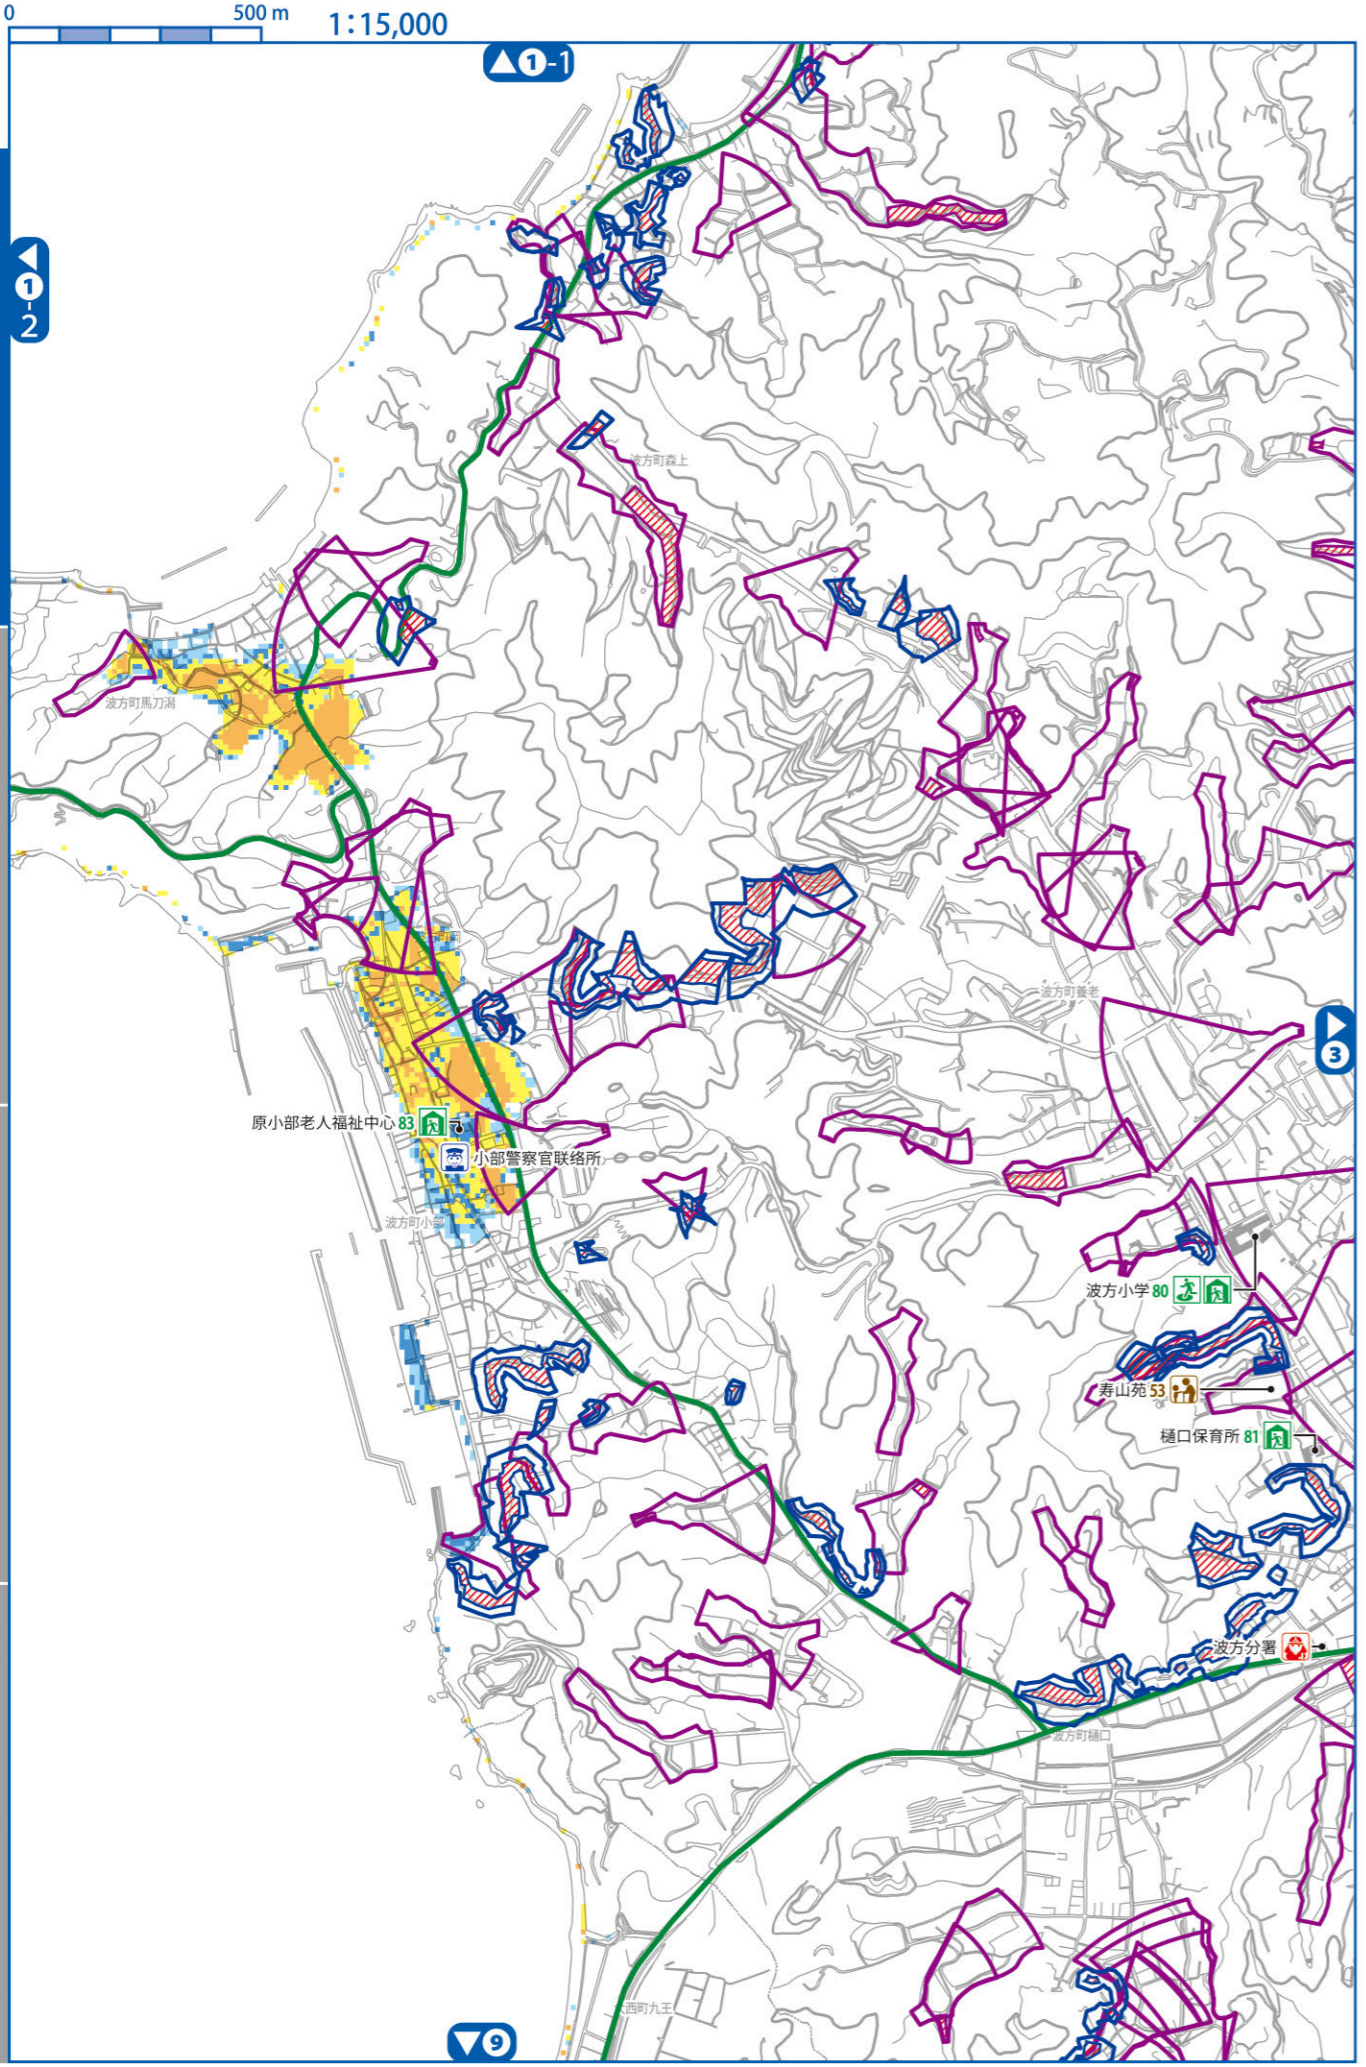 0 500 m 1:15,000
▲1-1
◀1-2
波方町森上
波方町馬刀潟
波方町養老
▶3
原小部老人福祉中心 83
小部警察官联络所
波方町小部
波方小学 80
寿山苑 53
樋口保育所 81
波方分署
波方町樋口
大西町九王
▼9